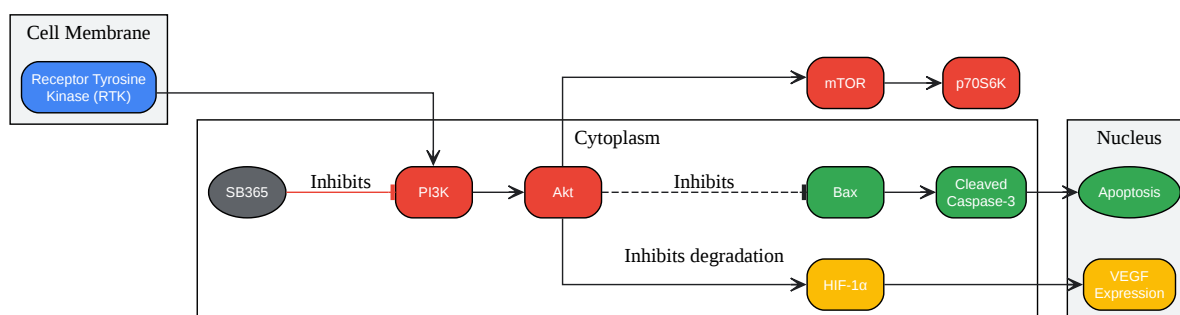 Cell Membrane
Receptor Tyrosine
Kinase (RTK)
mTOR
p70S6K
Cytoplasm
Nucleus
SB365
Inhibits
PI3K
Akt
Inhibits
Bax
Cleaved
Caspase-3
Apoptosis
Inhibits degradation
HIF-1α
VEGF
Expression